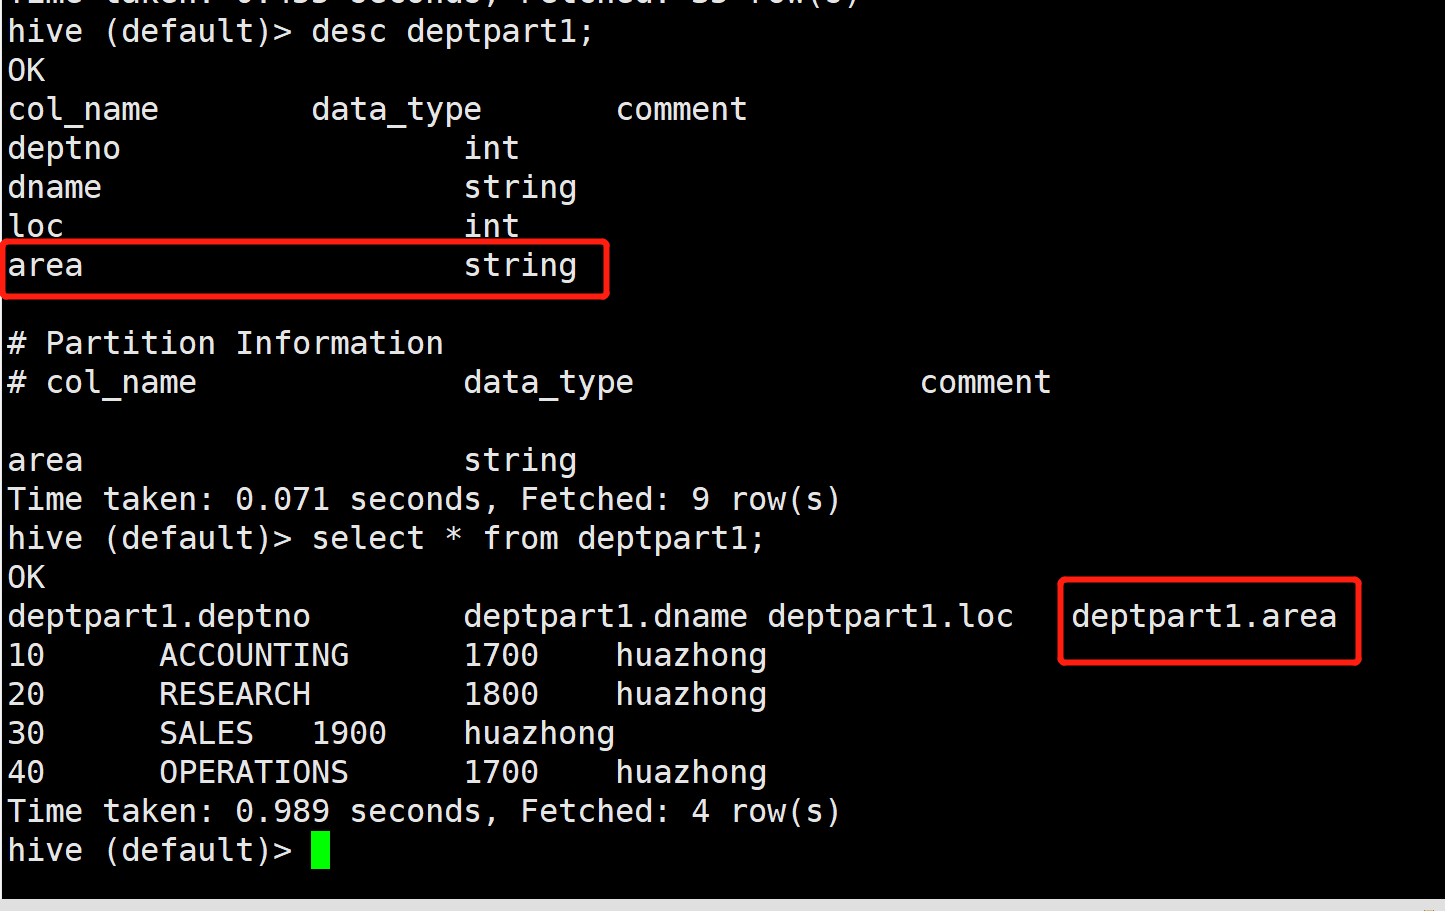 Time taken: 0.453 seconds, Fetched: 35 row(s)
hive (default)> desc deptpart1;
OK
col_name data_type comment
deptno int
dname string
loc int
area string
# Partition Information
# col_name data_type comment
area string
Time taken: 0.071 seconds, Fetched: 9 row(s)
hive (default)> select * from deptpart1;
OK
deptpart1.deptno deptpart1.dname deptpart1.loc deptpart1.area
10 ACCOUNTING 1700 huazhong
20 RESEARCH 1800 huazhong
30 SALES 1900 huazhong
40 OPERATIONS 1700 huazhong
Time taken: 0.989 seconds, Fetched: 4 row(s)
hive (default)>